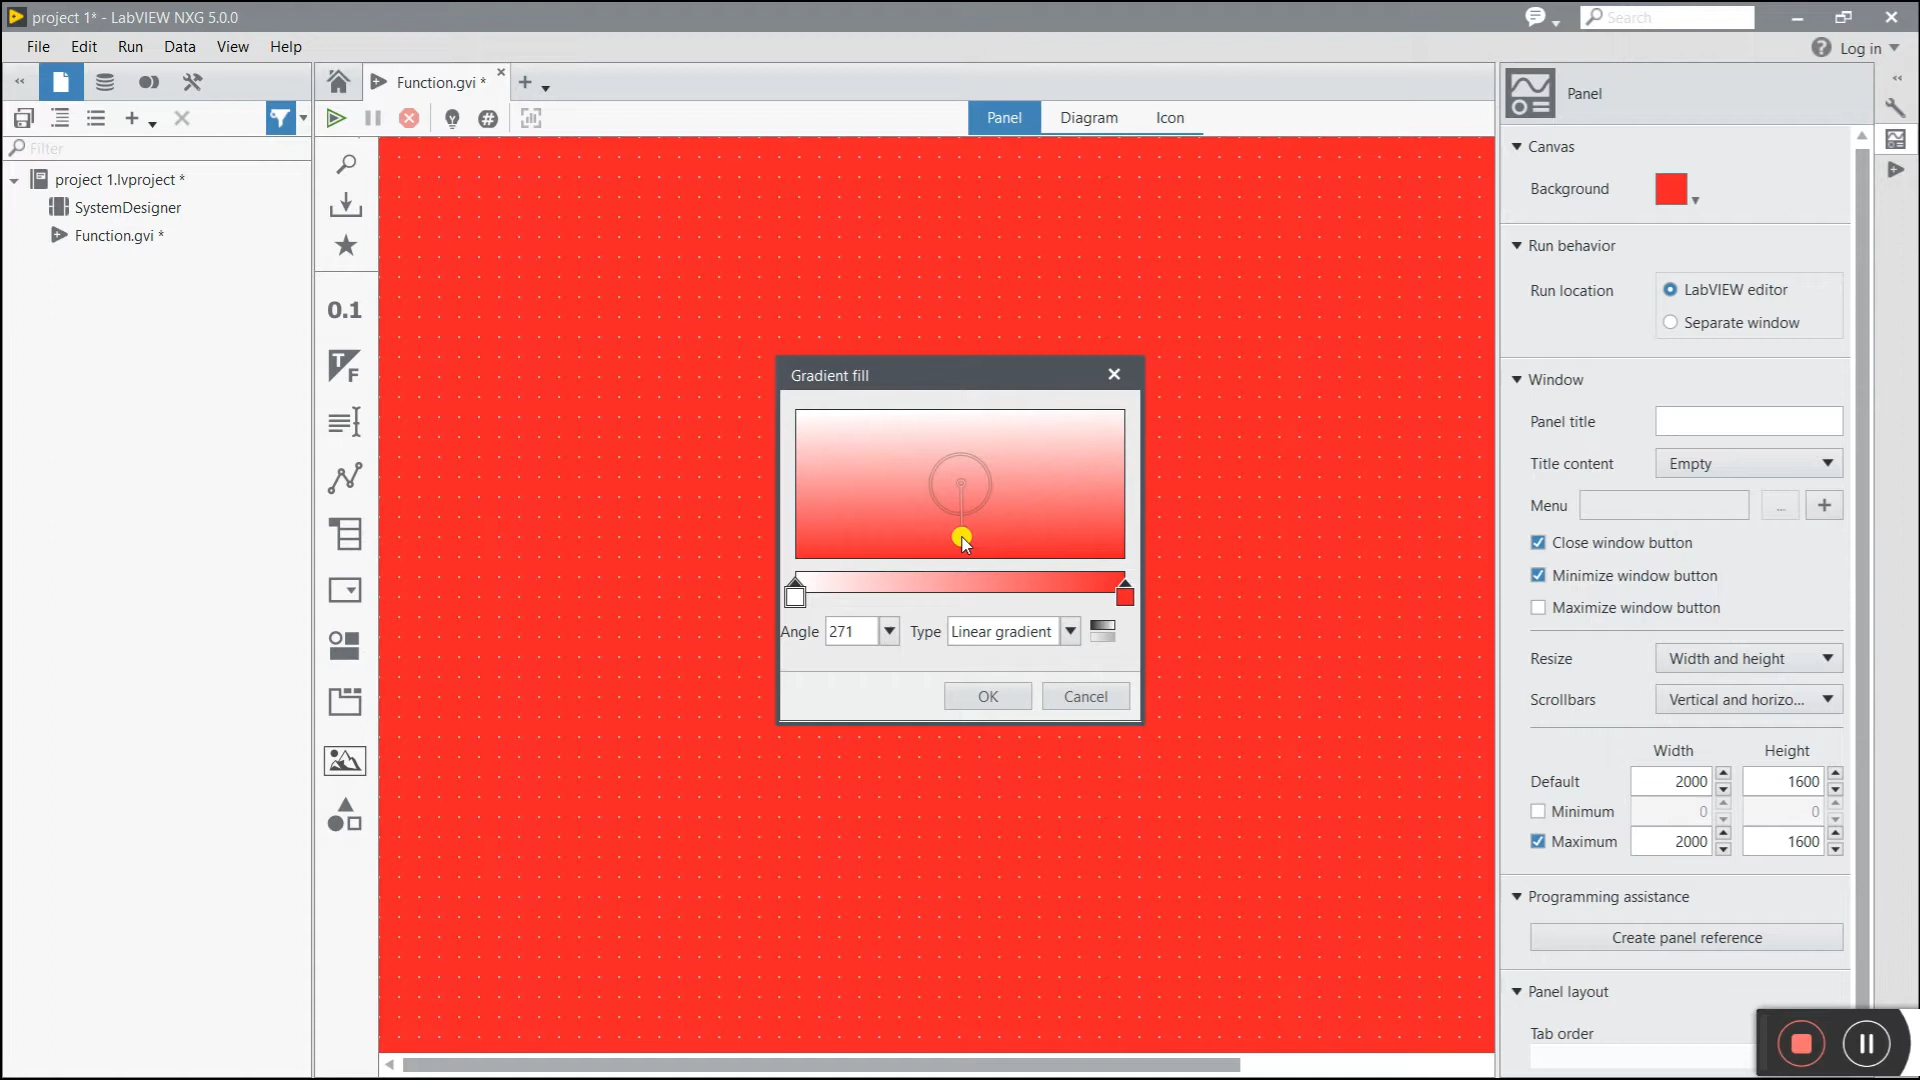 project 1* - LabVIEW NXG 5.0.0
Search
File Edit Run Data View Help
Log in
Function.gvi *
Panel
Panel Diagram Icon
Filter
project 1.lvproject *
SystemDesigner
Function.gvi *
0.1
T
F
Gradient fill
Angle 271 Type Linear gradient
OK Cancel
Canvas
Background
Run behavior
Run location LabVIEW editor
Separate window
Window
Panel title
Title content Empty
Menu ... +
Close window button
Minimize window button
Maximize window button
Resize Width and height
Scrollbars Vertical and horizo...
Width Height
Default 2000 1600
Minimum 0 0
Maximum 2000 1600
Programming assistance
Create panel reference
Panel layout
Tab order